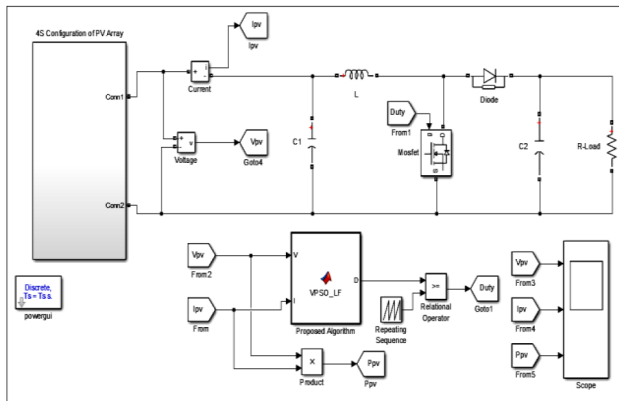 4S Configuration of PV Array
Ipv
Ipv
i
+
-
Current
Conn1
L
Diode
Duty
From1
Mosfet
C1
C2
R-Load
+
-
v
Voltage
Vpv
Goto4
Conn2
Vpv
From2
V
VPSO_LF
D
I
Proposed Algorithm
Ipv
From
Repeating
Sequence
>=
Relational
Operator
Duty
Goto1
×
Product
Ppv
Ppv
Vpv
From3
Ipv
From4
Ppv
From5
Scope
Discrete,
Ts = Ts s.
powergui